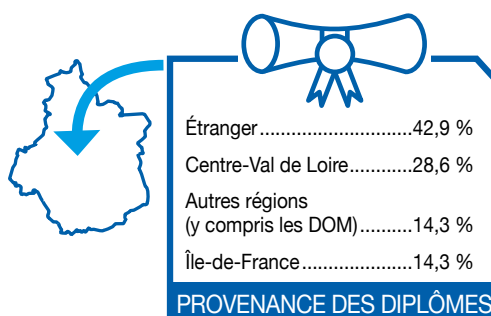 Étranger.............................42,9 %
Centre-Val de Loire............28,6 %
Autres régions
(y compris les DOM)..........14,3 %
Île-de-France.....................14,3 %
PROVENANCE DES DIPLÔMES